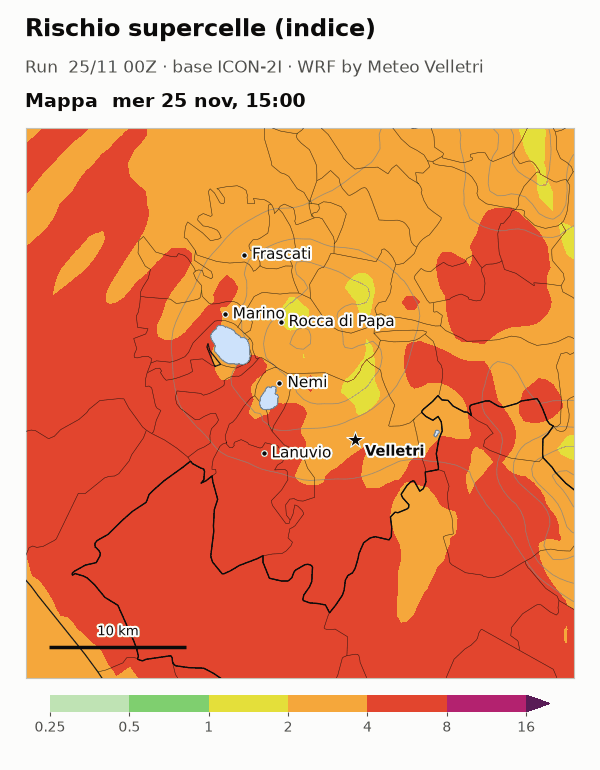 Rischio supercelle (indice)
Run  25/11 00Z · base ICON-2I · WRF by Meteo Velletri
Mappa  mer 25 nov, 15:00
Frascati
Marino
Rocca di Papa
Nemi
Velletri
Lanuvio
10 km
0.25 0.5 1 2 4 8 16